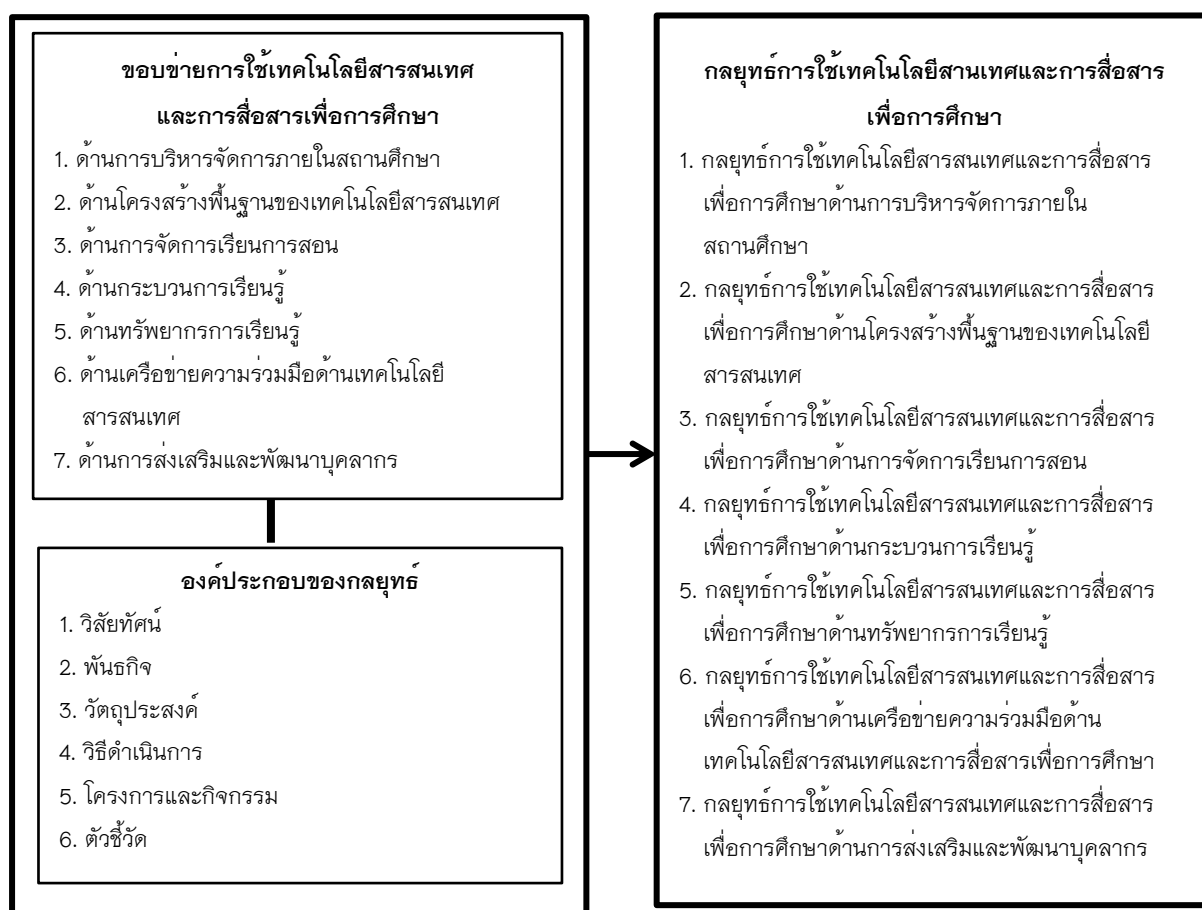 ขอบข่ายการใช้เทคโนโลยีสารสนเทศ
และการสื่อสารเพื่อการศึกษา
1. ด้านการบริหารจัดการภายในสถานศึกษา
2. ด้านโครงสร้างพื้นฐานของเทคโนโลยีสารสนเทศ
3. ด้านการจัดการเรียนการสอน
4. ด้านกระบวนการเรียนรู้
5. ด้านทรัพยากรการเรียนรู้
6. ด้านเครือข่ายความร่วมมือด้านเทคโนโลยี
สารสนเทศ
7. ด้านการส่งเสริมและพัฒนาบุคลากร
องค์ประกอบของกลยุทธ์
1. วิสัยทัศน์
2. พันธกิจ
3. วัตถุประสงค์
4. วิธีดำเนินการ
5. โครงการและกิจกรรม
6. ตัวชี้วัด
กลยุทธ์การใช้เทคโนโลยีสานเทศและการสื่อสาร
เพื่อการศึกษา
1. กลยุทธ์การใช้เทคโนโลยีสารสนเทศและการสื่อสาร
เพื่อการศึกษาด้านการบริหารจัดการภายใน
สถานศึกษา
2. กลยุทธ์การใช้เทคโนโลยีสารสนเทศและการสื่อสาร
เพื่อการศึกษาด้านโครงสร้างพื้นฐานของเทคโนโลยี
สารสนเทศ
3. กลยุทธ์การใช้เทคโนโลยีสารสนเทศและการสื่อสาร
เพื่อการศึกษาด้านการจัดการเรียนการสอน
4. กลยุทธ์การใช้เทคโนโลยีสารสนเทศและการสื่อสาร
เพื่อการศึกษาด้านกระบวนการเรียนรู้
5. กลยุทธ์การใช้เทคโนโลยีสารสนเทศและการสื่อสาร
เพื่อการศึกษาด้านทรัพยากรการเรียนรู้
6. กลยุทธ์การใช้เทคโนโลยีสารสนเทศและการสื่อสาร
เพื่อการศึกษาด้านเครือข่ายความร่วมมือด้าน
เทคโนโลยีสารสนเทศและการสื่อสารเพื่อการศึกษา
7. กลยุทธ์การใช้เทคโนโลยีสารสนเทศและการสื่อสาร
เพื่อการศึกษาด้านการส่งเสริมและพัฒนาบุคลากร